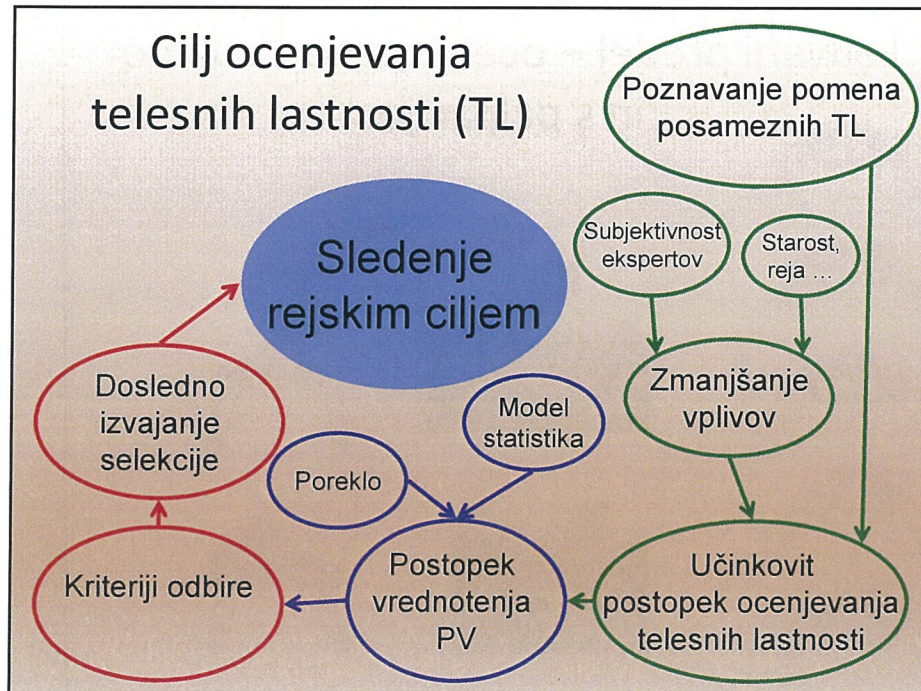 Cilj ocenjevanja
telesnih lastnosti (TL)
Poznavanje pomena
posameznih TL
Subjektivnost
ekspertov
Starost,
reja ...
Sledenje
rejskim ciljem
Zmanjšanje
vplivov
Dosledno
izvajanje
selekcije
Model
statistika
Poreklo
Kriteriji odbire
Postopek
vrednotenja
PV
Učinkovit
postopek ocenjevanja
telesnih lastnosti